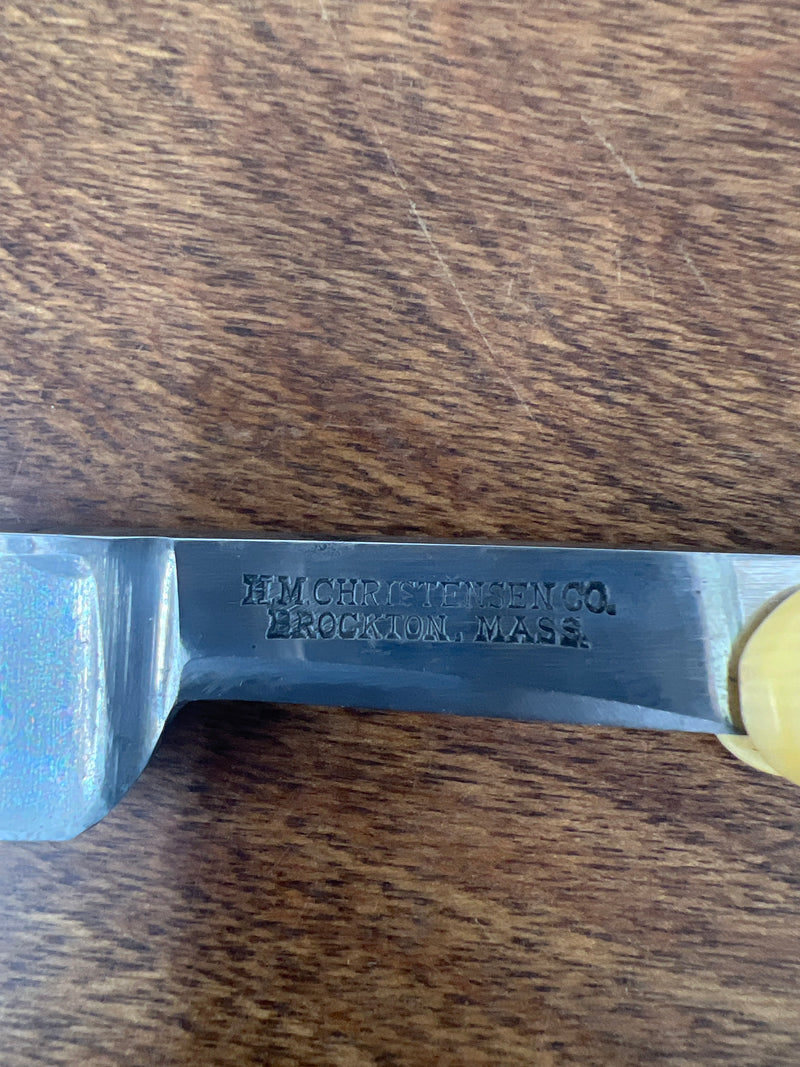 H.M. CHRISTENSEN CO.
BROCKTON, MASS.